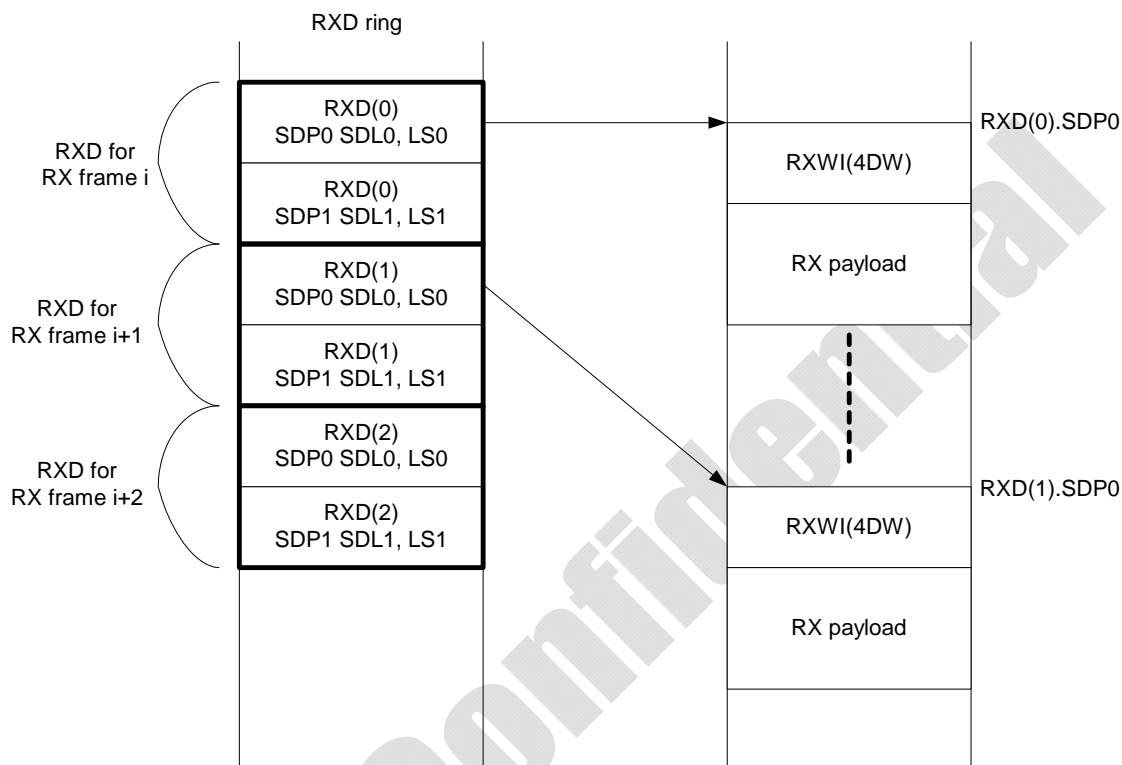 RXD ring
RXD for
RX frame i
RXD(0)
SDP0 SDL0, LS0
RXD(0)
SDP1 SDL1, LS1
RXD for
RX frame i+1
RXD(1)
SDP0 SDL0, LS0
RXD(1)
SDP1 SDL1, LS1
RXD for
RX frame i+2
RXD(2)
SDP0 SDL0, LS0
RXD(2)
SDP1 SDL1, LS1
RXD(0).SDP0
RXWI(4DW)
RX payload
RXD(1).SDP0
RXWI(4DW)
RX payload
Confidential